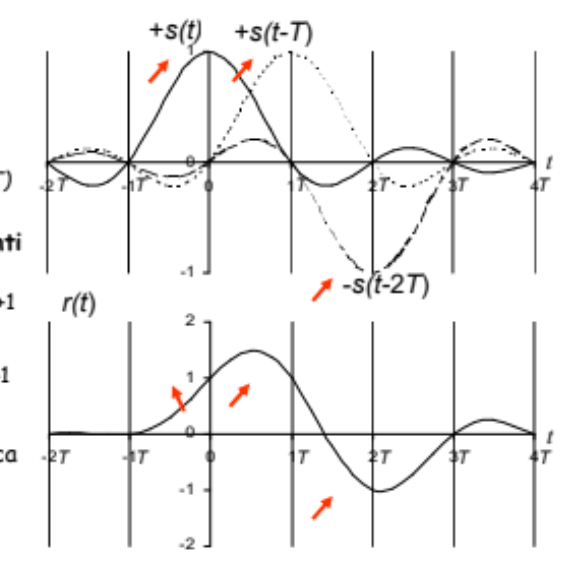 +s(t) +s(t-T)
1
0 t
-2T -1T 0 1T 2T 3T 4T
T)
nti
-1
-s(t-2T)
+1 r(t)
2
1
1
0 t
ca -2T -1T 0 1T 2T 3T 4T
-1
-2